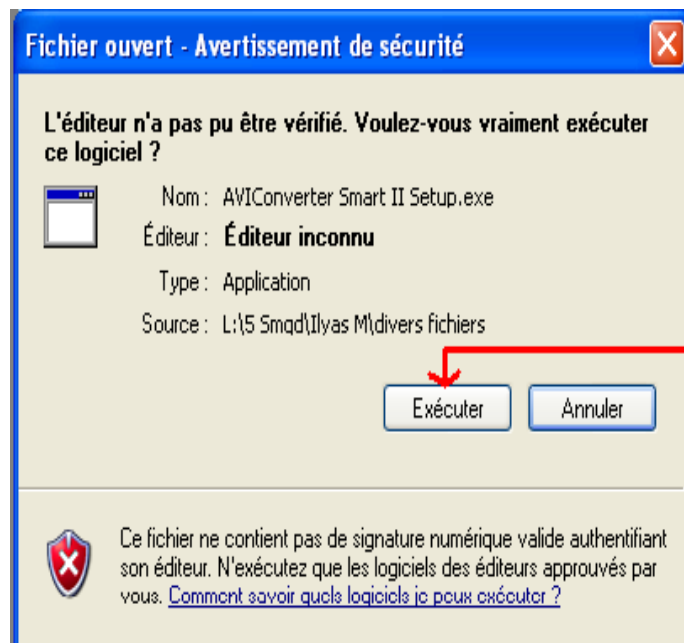 Fichier ouvert - Avertissement de sécurité
L'éditeur n'a pas pu être vérifié. Voulez-vous vraiment exécuter
ce logiciel ?
Nom : AVIConverter Smart II Setup.exe
Éditeur : Éditeur inconnu
Type : Application
Source : L:\5 Smqd\Ilyas M\divers fichiers
Exécuter Annuler
Ce fichier ne contient pas de signature numérique valide authentifiant
son éditeur. N'exécutez que les logiciels des éditeurs approuvés par
vous. Comment savoir quels logiciels je peux exécuter ?